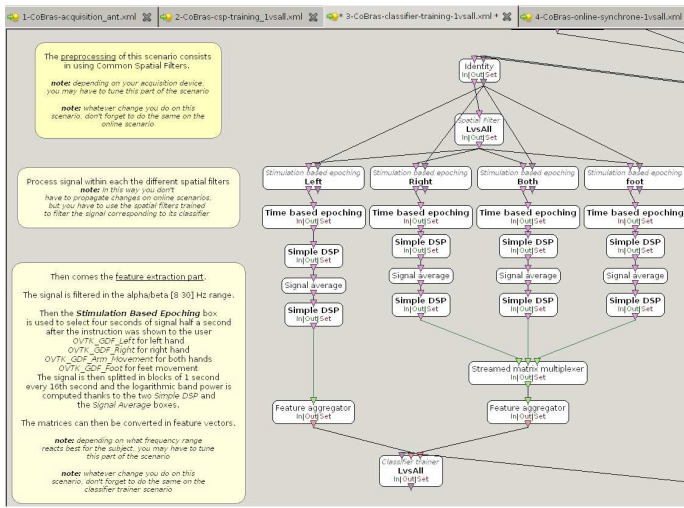 1-CoBras-acquisition_ant.xml
2-CoBras-csp-training_1vsall.xml
* 3-CoBras-classifier-training-1vsall.xml *
4-CoBras-online-synchrone-1vsall.xml
The preprocessing of this scenario consists
in using Common Spatial Filters.
note: depending on your acquisition device,
you may have to tune this part of the scenario
note: whatever change you do on this
scenario, don't forget to do the same on the
online scenario.
Identity
In|Out|Set
Spatial Filter
LvsAll
In|Out|Set
Process signal within each the different spatial filters
note: In this way you don't
have to propagate changes on online scenarios,
but you have to use the spatial filters trained
to filter the signal corresponding to its classifier
Stimulation based epoching
Left
In|Out|Set
Stimulation based epoching
Right
In|Out|Set
Stimulation based epoching
Both
In|Out|Set
Stimulation based epoching
foot
In|Out|Set
Time based epoching
In|Out|Set
Time based epoching
In|Out|Set
Time based epoching
In|Out|Set
Time based epoching
In|Out|Set
Simple DSP
In|Out|Set
Simple DSP
In|Out|Set
Simple DSP
In|Out|Set
Simple DSP
In|Out|Set
Signal average
Signal average
Signal average
Signal average
Simple DSP
In|Out|Set
Simple DSP
In|Out|Set
Simple DSP
In|Out|Set
Simple DSP
In|Out|Set
Then comes the feature extraction part.
The signal is filtered in the alpha/beta [8 30] Hz range.
Then the Stimulation Based Epoching box
is used to select four seconds of signal half a second
after the instruction was shown to the user
OVTK_GDF_Left for left hand
OVTK_GDF_Right for right hand
OVTK_GDF_Arm_Movement for both hands
OVTK_GDF_Foot for feet movement
The signal is then splitted in blocks of 1 second
every 16th second and the logarithmic band power is
computed thanks to the two Simple DSP and
the Signal Average boxes.
The matrices can then be converted in feature vectors.
note: depending on what frequency range
reacts best for the subject, you may have to tune
this part of the scenario
note: whatever change you do on this
scenario, don't forget to do the same on the
classifier trainer scenario
Streamed matrix multiplexer
In|Out|Set
Feature aggregator
In|Out|Set
Feature aggregator
In|Out|Set
Classifier trainer
LvsAll
In|Out|Set